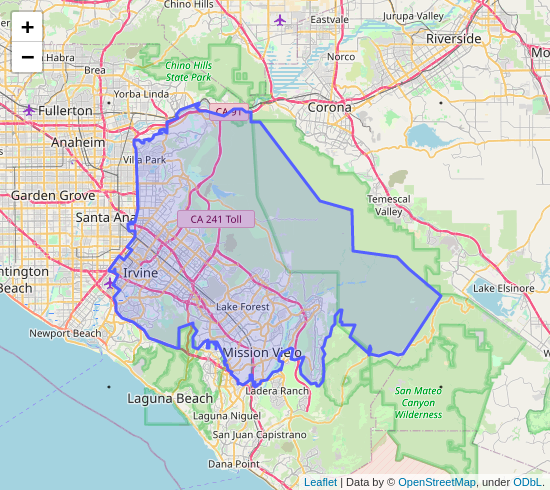 Chino Hills
+
−
Eastvale
Jurupa Valley
Riverside
Habra
Brea
Chino Hills
State Park
Norco
Mo
Yorba Linda
Fullerton
CA 91
Corona
Anaheim
Villa Park
Garden Grove
Temescal
Valley
Santa Ana
CA 241 Toll
Irvine
ntington
Beach
Lake Elsinore
Lake Forest
Newport Beach
Mission Viejo
W
Ladera Ranch
San Mateo
Canyon
Wilderness
Laguna Beach
Laguna Niguel
San Juan Capistrano
Dana Point
Leaflet | Data by © OpenStreetMap, under ODbL.